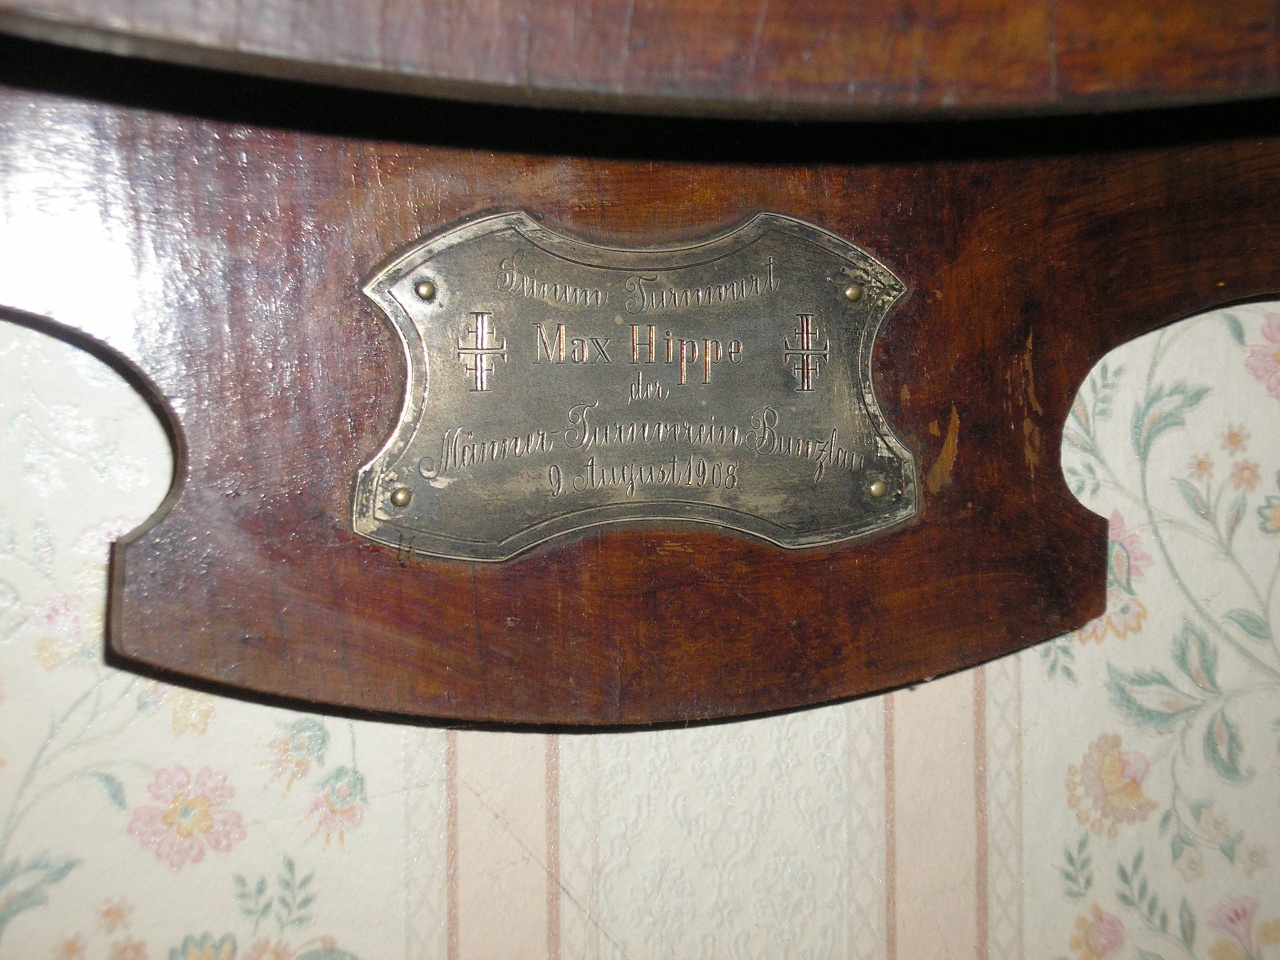 Seinem Turnwart
Max Hippe
der
Männer-Turnverein Bunzlau
9. August 1908.